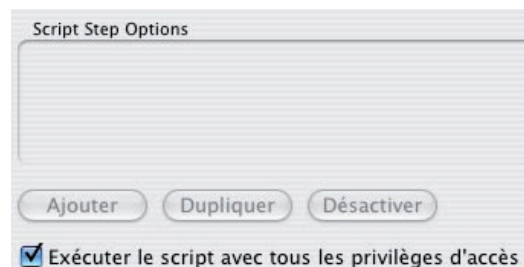 Script Step Options
Ajouter Dupliquer Désactiver
Exécuter le script avec tous les privilèges d'accès